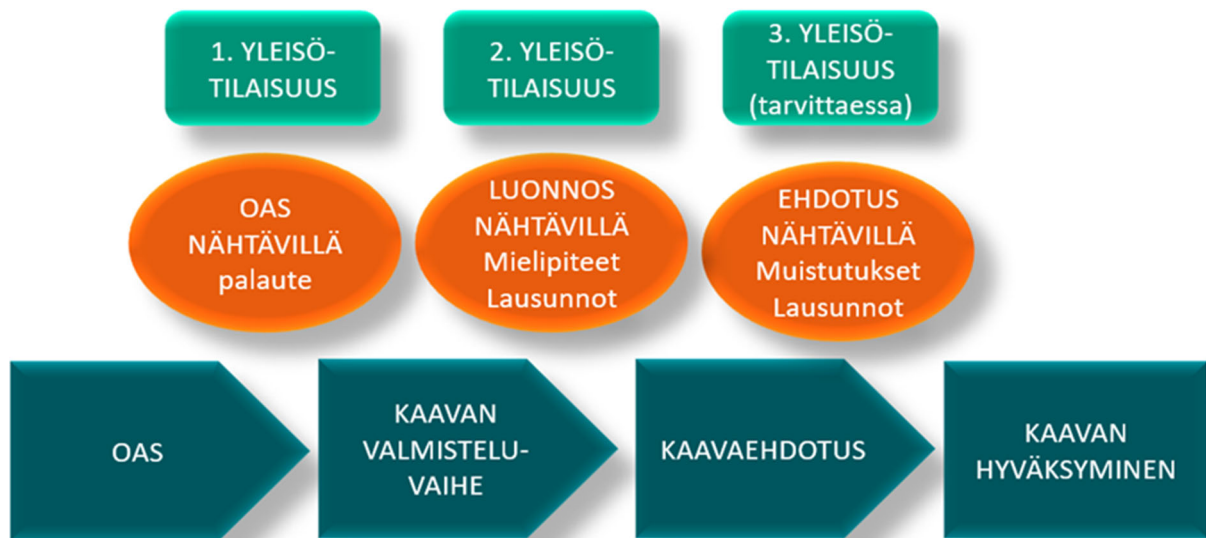 1. YLEISÖ-
TILAISUUS
2. YLEISÖ-
TILAISUUS
3. YLEISÖ-
TILAISUUS
(tarvittaessa)
OAS
NÄHTÄVILLÄ
palaute
LUONNOS
NÄHTÄVILLÄ
Mielipiteet
Lausunnot
EHDOTUS
NÄHTÄVILLÄ
Muistutukset
Lausunnot
OAS
KAAVAN
VALMISTELU-
VAIHE
KAAVAEHDOTUS
KAAVAN
HYVÄKSYMINEN